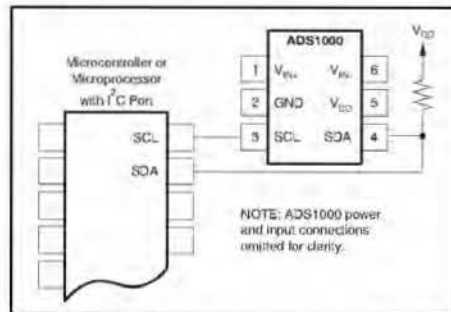 ADS1000
Microcontroller or
Microprocessor
with I²C Port
SCL
SDA
1 VIN+ VIN- 6
2 GND VDD 5
3 SCL SDA 4
VDD
NOTE: ADS1000 power
and input connections
omitted for clarity.